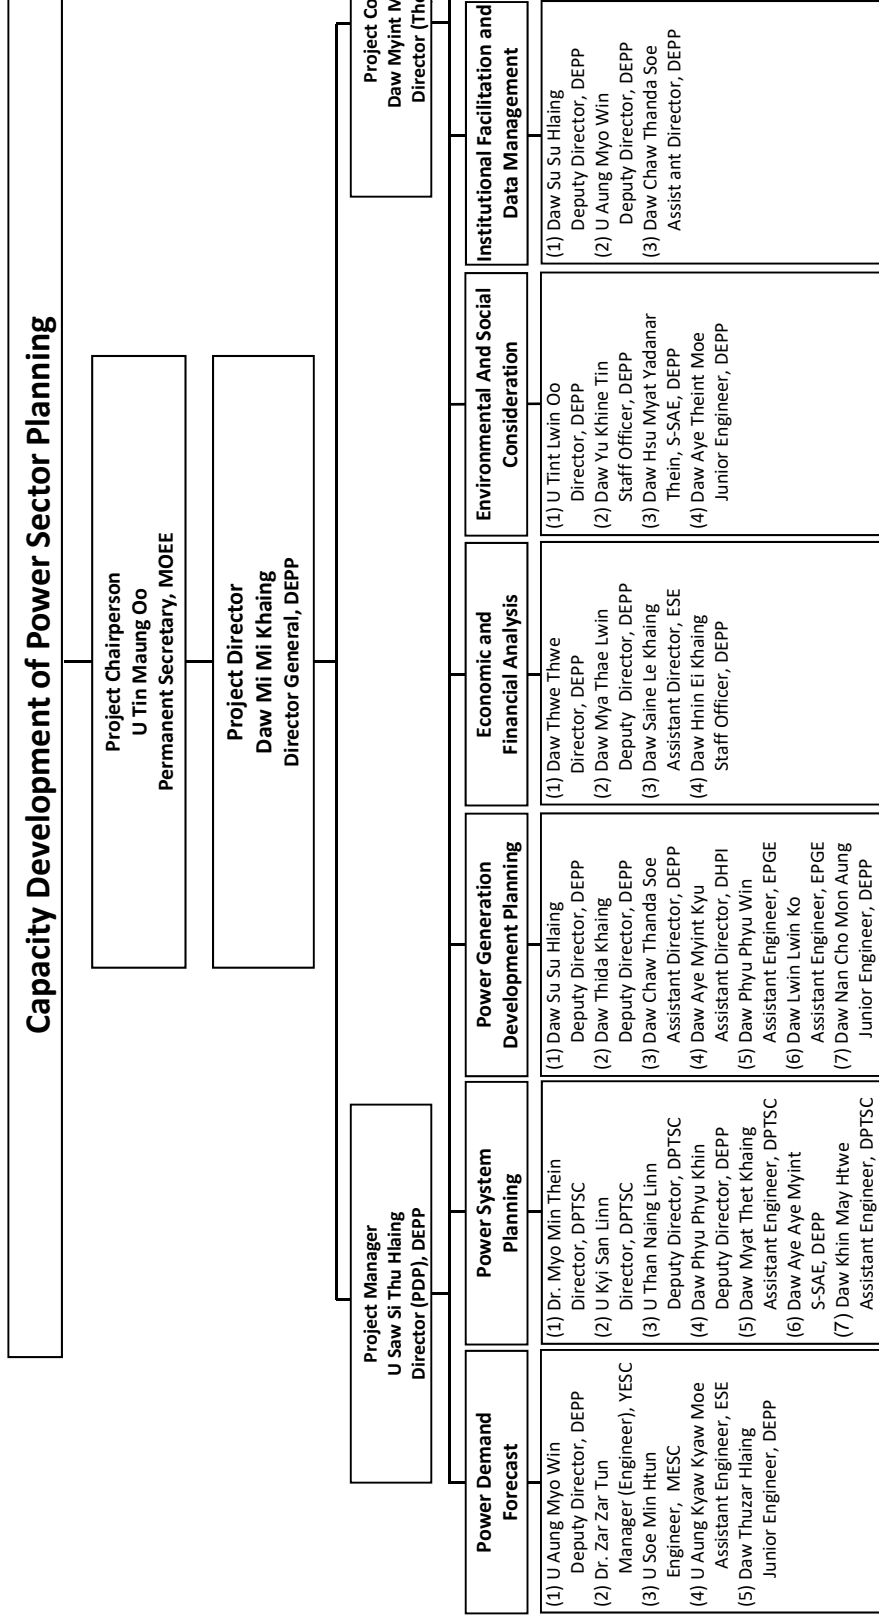 Capacity Development of Power Sector Planning
Project Chairperson
U Tin Maung Oo
Permanent Secretary, MOEE
Project Director
Daw Mi Mi Khaing
Director General, DEPP
Project Manager
U Saw Si Thu Hlaing
Director (PDP), DEPP
Project
Daw Myint
Director
Power Demand
Forecast
(1) U Aung Myo Win
Deputy Director, DEPP
(2) Dr. Zar Zar Tun
Manager (Engineer), YESC
(3) U Soe Min Htun
Engineer, MESC
(4) U Aung Kyaw Kyaw Moe
Assistant Engineer, ESE
(5) Daw Thuzar Hlaing
Junior Engineer, DEPP
Power System
Planning
(1) Dr. Myo Min Thein
Director, DPTSC
(2) U Kyi San Linn
Director, DPTSC
(3) U Than Naing Linn
Deputy Director, DPTSC
(4) Daw Phyu Phyu Khin
Deputy Director, DEPP
(5) Daw Myat Thet Khaing
Assistant Engineer, DPTSC
(6) Daw Aye Aye Myint
S-SAE, DEPP
(7) Daw Khin May Htwe
Assistant Engineer, DPTSC
Power Generation
Development Planning
(1) Daw Su Su Hlaing
Deputy Director, DEPP
(2) Daw Thida Khaing
Deputy Director, DEPP
(3) Daw Chaw Thanda Soe
Assistant Director, DEPP
(4) Daw Aye Myint Kyu
Assistant Director, DHPI
(5) Daw Phyu Phyu Win
Assistant Engineer, EPGE
(6) Daw Lwin Lwin Ko
Assistant Engineer, EPGE
(7) Daw Nan Cho Mon Aung
Junior Engineer, DEPP
Economic and
Financial Analysis
(1) Daw Thwe Thwe
Director, DEPP
(2) Daw Mya Thae Lwin
Deputy Director, DEPP
(3) Daw Saine Le Khaing
Assistant Director, ESE
(4) Daw Hnin Ei Khaing
Staff Officer, DEPP
Environmental And Social
Consideration
(1) U Tint Lwin Oo
Director, DEPP
(2) Daw Yu Khine Tin
Staff Officer, DEPP
(3) Daw Hsu Myat Yadanar
Thein, S-SAE, DEPP
(4) Daw Aye Theint Moe
Junior Engineer, DEPP
Institutional Facilitation and
Data Management
(1) Daw Su Su Hlaing
Deputy Director, DEPP
(2) U Aung Myo Win
Deputy Director, DEPP
(3) Daw Chaw Thanda Soe
Assist ant Director, DEPP